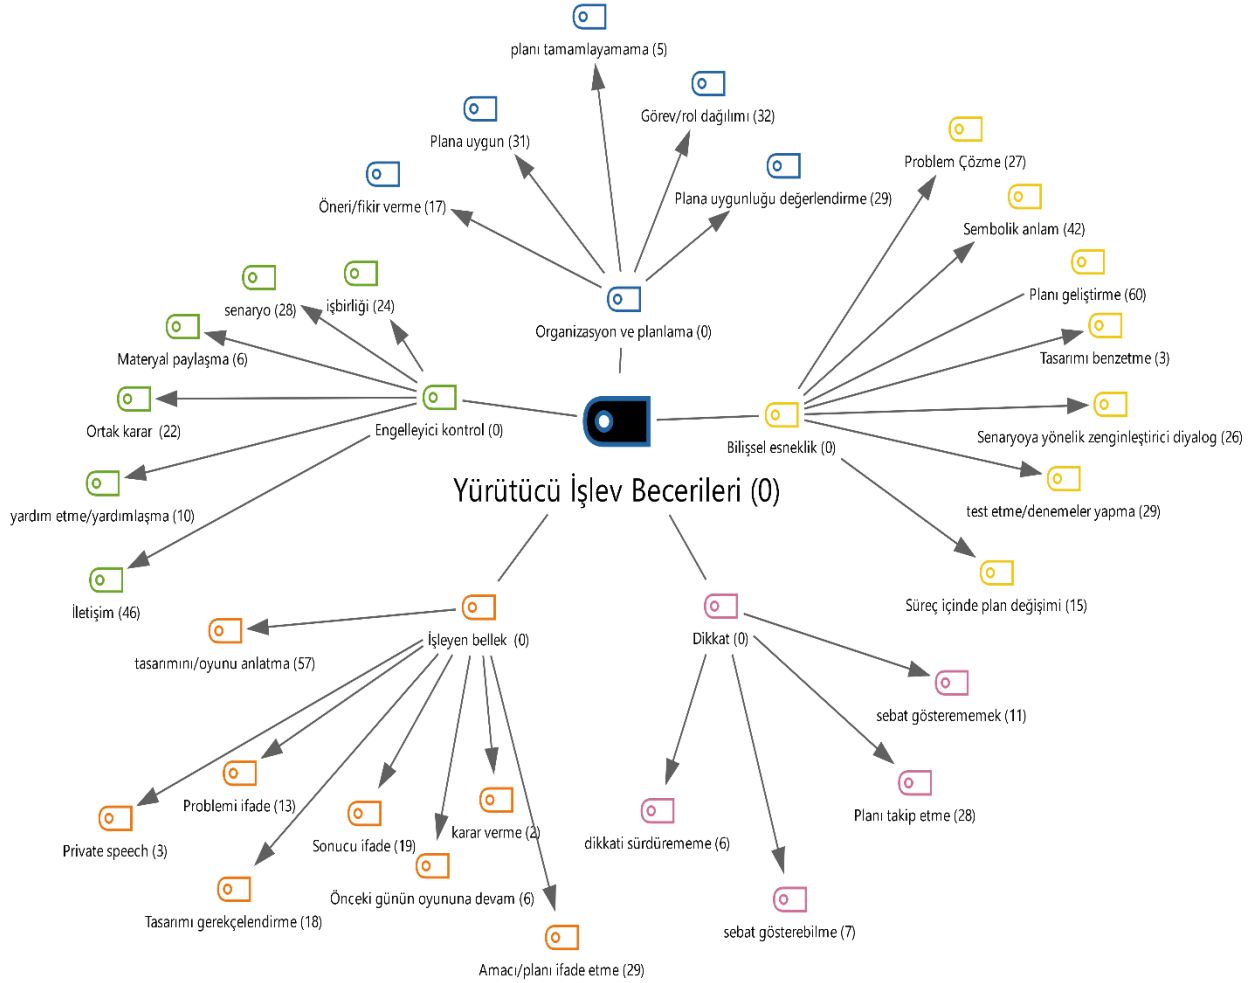 planı tamamlayamama (5)
Görev/rol dağılımı (32)
Plana uygun (31)
Problem Çözme (27)
Öneri/fikir verme (17)
Plana uygunluğu değerlendirme (29)
Sembolik anlam (42)
senaryo (28)
işbirliği (24)
Planı geliştirme (60)
Organizasyon ve planlama (0)
Materyal paylaşma (6)
Tasarımı benzetme (3)
Ortak karar (22)
Engelleyici kontrol (0)
Bilişsel esneklik (0)
Senaryoya yönelik zenginleştirici diyalog (26)
Yürütücü İşlev Becerileri (0)
yardım etme/yardımlaşma (10)
test etme/denemeler yapma (29)
İletişim (46)
Süreç içinde plan değişimi (15)
tasarımını/oyunu anlatma (57)
İşleyen bellek (0)
Dikkat (0)
sebat gösterememek (11)
Problemi ifade (13)
Private speech (3)
Sonucu ifade (19)
karar verme (2)
dikkati sürdürememe (6)
Planı takip etme (28)
Önceki günün oyununa devam (6)
Tasarımı gerekçelendirme (18)
sebat gösterebilme (7)
Amacı/planı ifade etme (29)